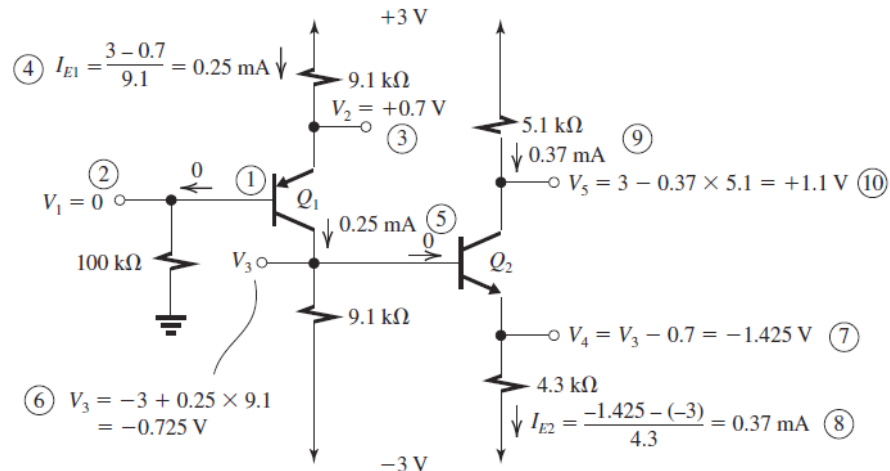 +3 V
④ I_E1 = (3 – 0.7)/9.1 = 0.25 mA
9.1 kΩ
V₂ = +0.7 V
③
5.1 kΩ
⑨
0.37 mA
②
0
①
V₁ = 0
Q₁
V₅ = 3 – 0.37 × 5.1 = +1.1 V ⑩
0.25 mA ⑤
0
100 kΩ
V₃
Q₂
9.1 kΩ
V₄ = V₃ – 0.7 = –1.425 V ⑦
4.3 kΩ
⑥ V₃ = –3 + 0.25 × 9.1
= –0.725 V
I_E2 = (–1.425 – (–3))/4.3 = 0.37 mA ⑧
–3 V